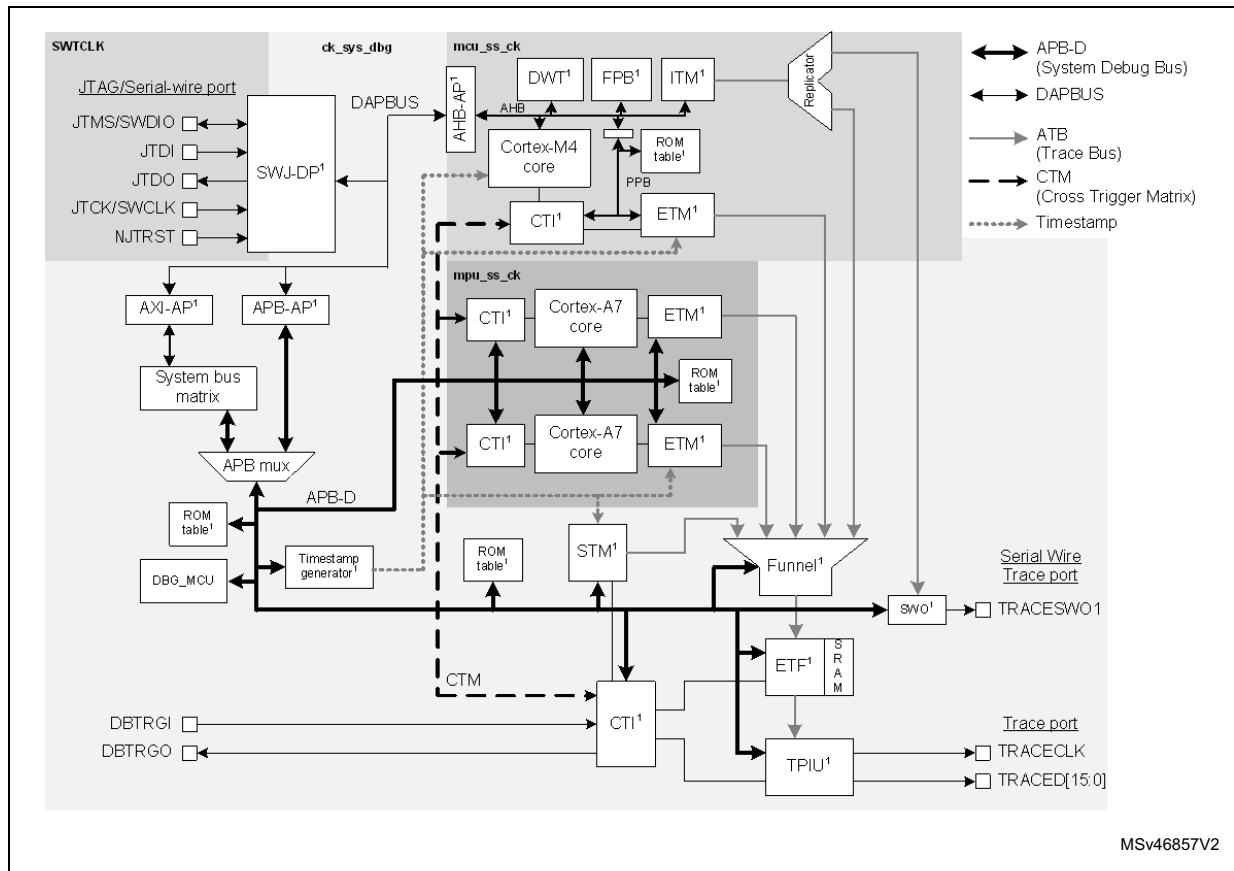 SWTCLK
ck_sys_dbg
mcu_ss_ck
JTAG/Serial-wire port
JTMS/SWDIO
JTDI
JTDO
JTCK/SWCLK
NJTRST
SWJ-DP¹
DAPBUS
AHB-AP¹
AHB
DWT¹
FPB¹
ITM¹
Replicator
Cortex-M4
core
ROM
table¹
PPB
CTI¹
ETM¹
APB-D
(System Debug Bus)
DAPBUS
ATB
(Trace Bus)
CTM
(Cross Trigger Matrix)
Timestamp
mpu_ss_ck
AXI-AP¹
APB-AP¹
System bus
matrix
APB mux
CTI¹
Cortex-A7
core
ETM¹
ROM
table¹
CTI¹
Cortex-A7
core
ETM¹
APB-D
ROM
table¹
DBG_MCU
Timestamp
generator¹
ROM
table¹
STM¹
Funnel¹
Serial Wire
Trace port
SWO¹
TRACESWO1
ETF¹
SRAM
CTM
CTI¹
DBTRGI
DBTRGO
TPIU¹
Trace port
TRACECLK
TRACED[15:0]
MSv46857V2